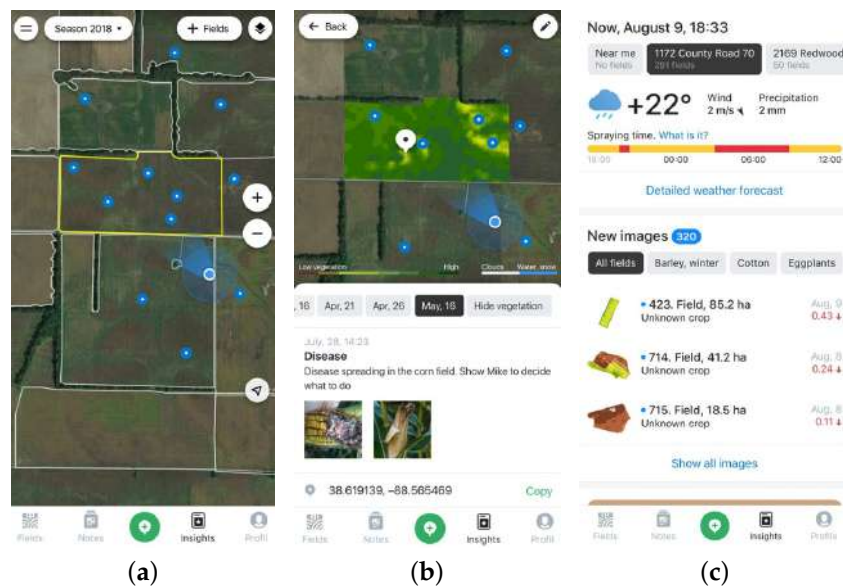 Season 2018
+ Fields
+
−
Fields
Notes
Insights
Profil
(a)
← Back
Low vegetation
High
Clouds
Water, snow
, 16
Apr, 21
Apr, 26
May, 16
Hide vegetation
July, 28, 14:23
Disease
Disease spreading in the corn field. Show Mike to decide
what to do
38.619139, –88.565469
Copy
Fields
Notes
Insights
Profil
(b)
Now, August 9, 18:33
Near me
No fields
1172 County Road 70
291 fields
2169 Redwood
50 fields
+22°
Wind
2 m/s
Precipitation
2 mm
Spraying time. What is it?
18:00
00:00
06:00
12:00
Detailed weather forecast
New images 320
All fields
Barley, winter
Cotton
Eggplants
423. Field, 85.2 ha
Unknown crop
Aug, 9
0.43 ↓
714. Field, 41.2 ha
Unknown crop
Aug, 8
0.24 ↓
715. Field, 18.5 ha
Unknown crop
Aug, 8
0.11 ↓
Show all images
Fields
Notes
Insights
Profile
(c)